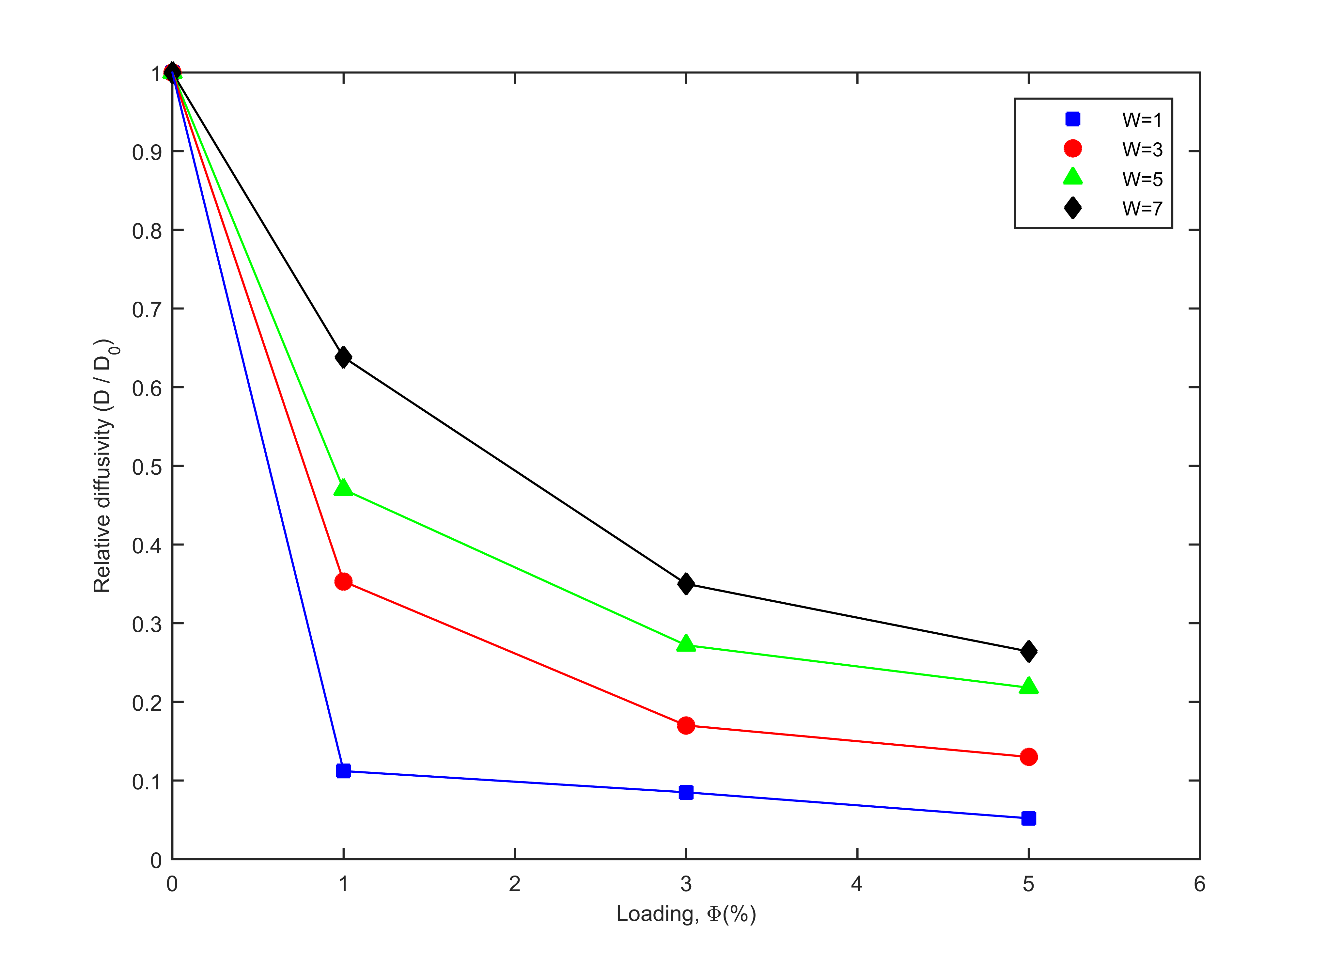 1
0.9
0.8
0.7
0.6
0.5
0.4
0.3
0.2
0.1
0
Relative diffusivity (D / D0)
W=1
W=3
W=5
W=7
0 1 2 3 4 5 6
Loading, Φ(%)